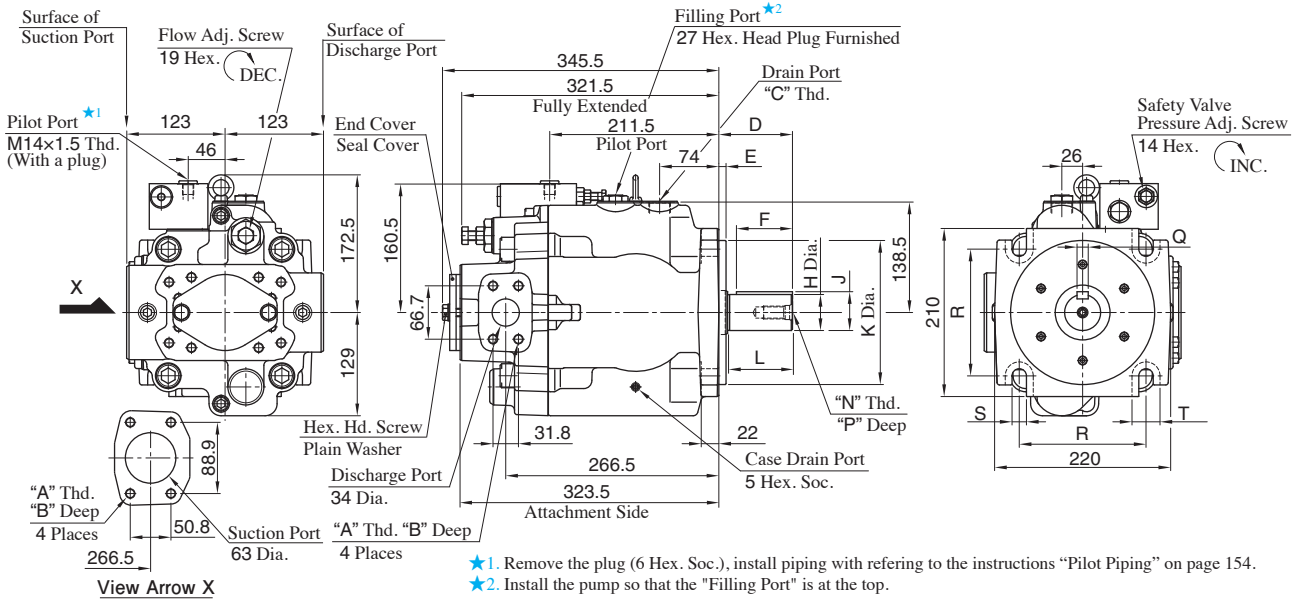 Surface of
Suction Port
Flow Adj. Screw
19 Hex.
DEC.
Surface of
Discharge Port
Filling Port★2
27 Hex. Head Plug Furnished
345.5
321.5
Fully Extended
211.5
Pilot Port
Drain Port
"C" Thd.
D
E
74
Safety Valve
Pressure Adj. Screw
14 Hex.
INC.
Pilot Port ★1
M14×1.5 Thd.
(With a plug)
123
123
46
End Cover
Seal Cover
26
172.5
160.5
F
138.5
Q
X
66.7
H Dia.
J
K Dia.
210
R
129
L
Hex. Hd. Screw
Plain Washer
31.8
22
"N" Thd.
"P" Deep
S
R
T
220
88.9
Discharge Port
34 Dia.
266.5
Case Drain Port
5 Hex. Soc.
323.5
Attachment Side
"A" Thd.
"B" Deep
4 Places
50.8
Suction Port
63 Dia.
"A" Thd. "B" Deep
4 Places
266.5
View Arrow X
★1. Remove the plug (6 Hex. Soc.), install piping with refering to the instructions "Pilot Piping" on page 154.
★2. Install the pump so that the "Filling Port" is at the top.